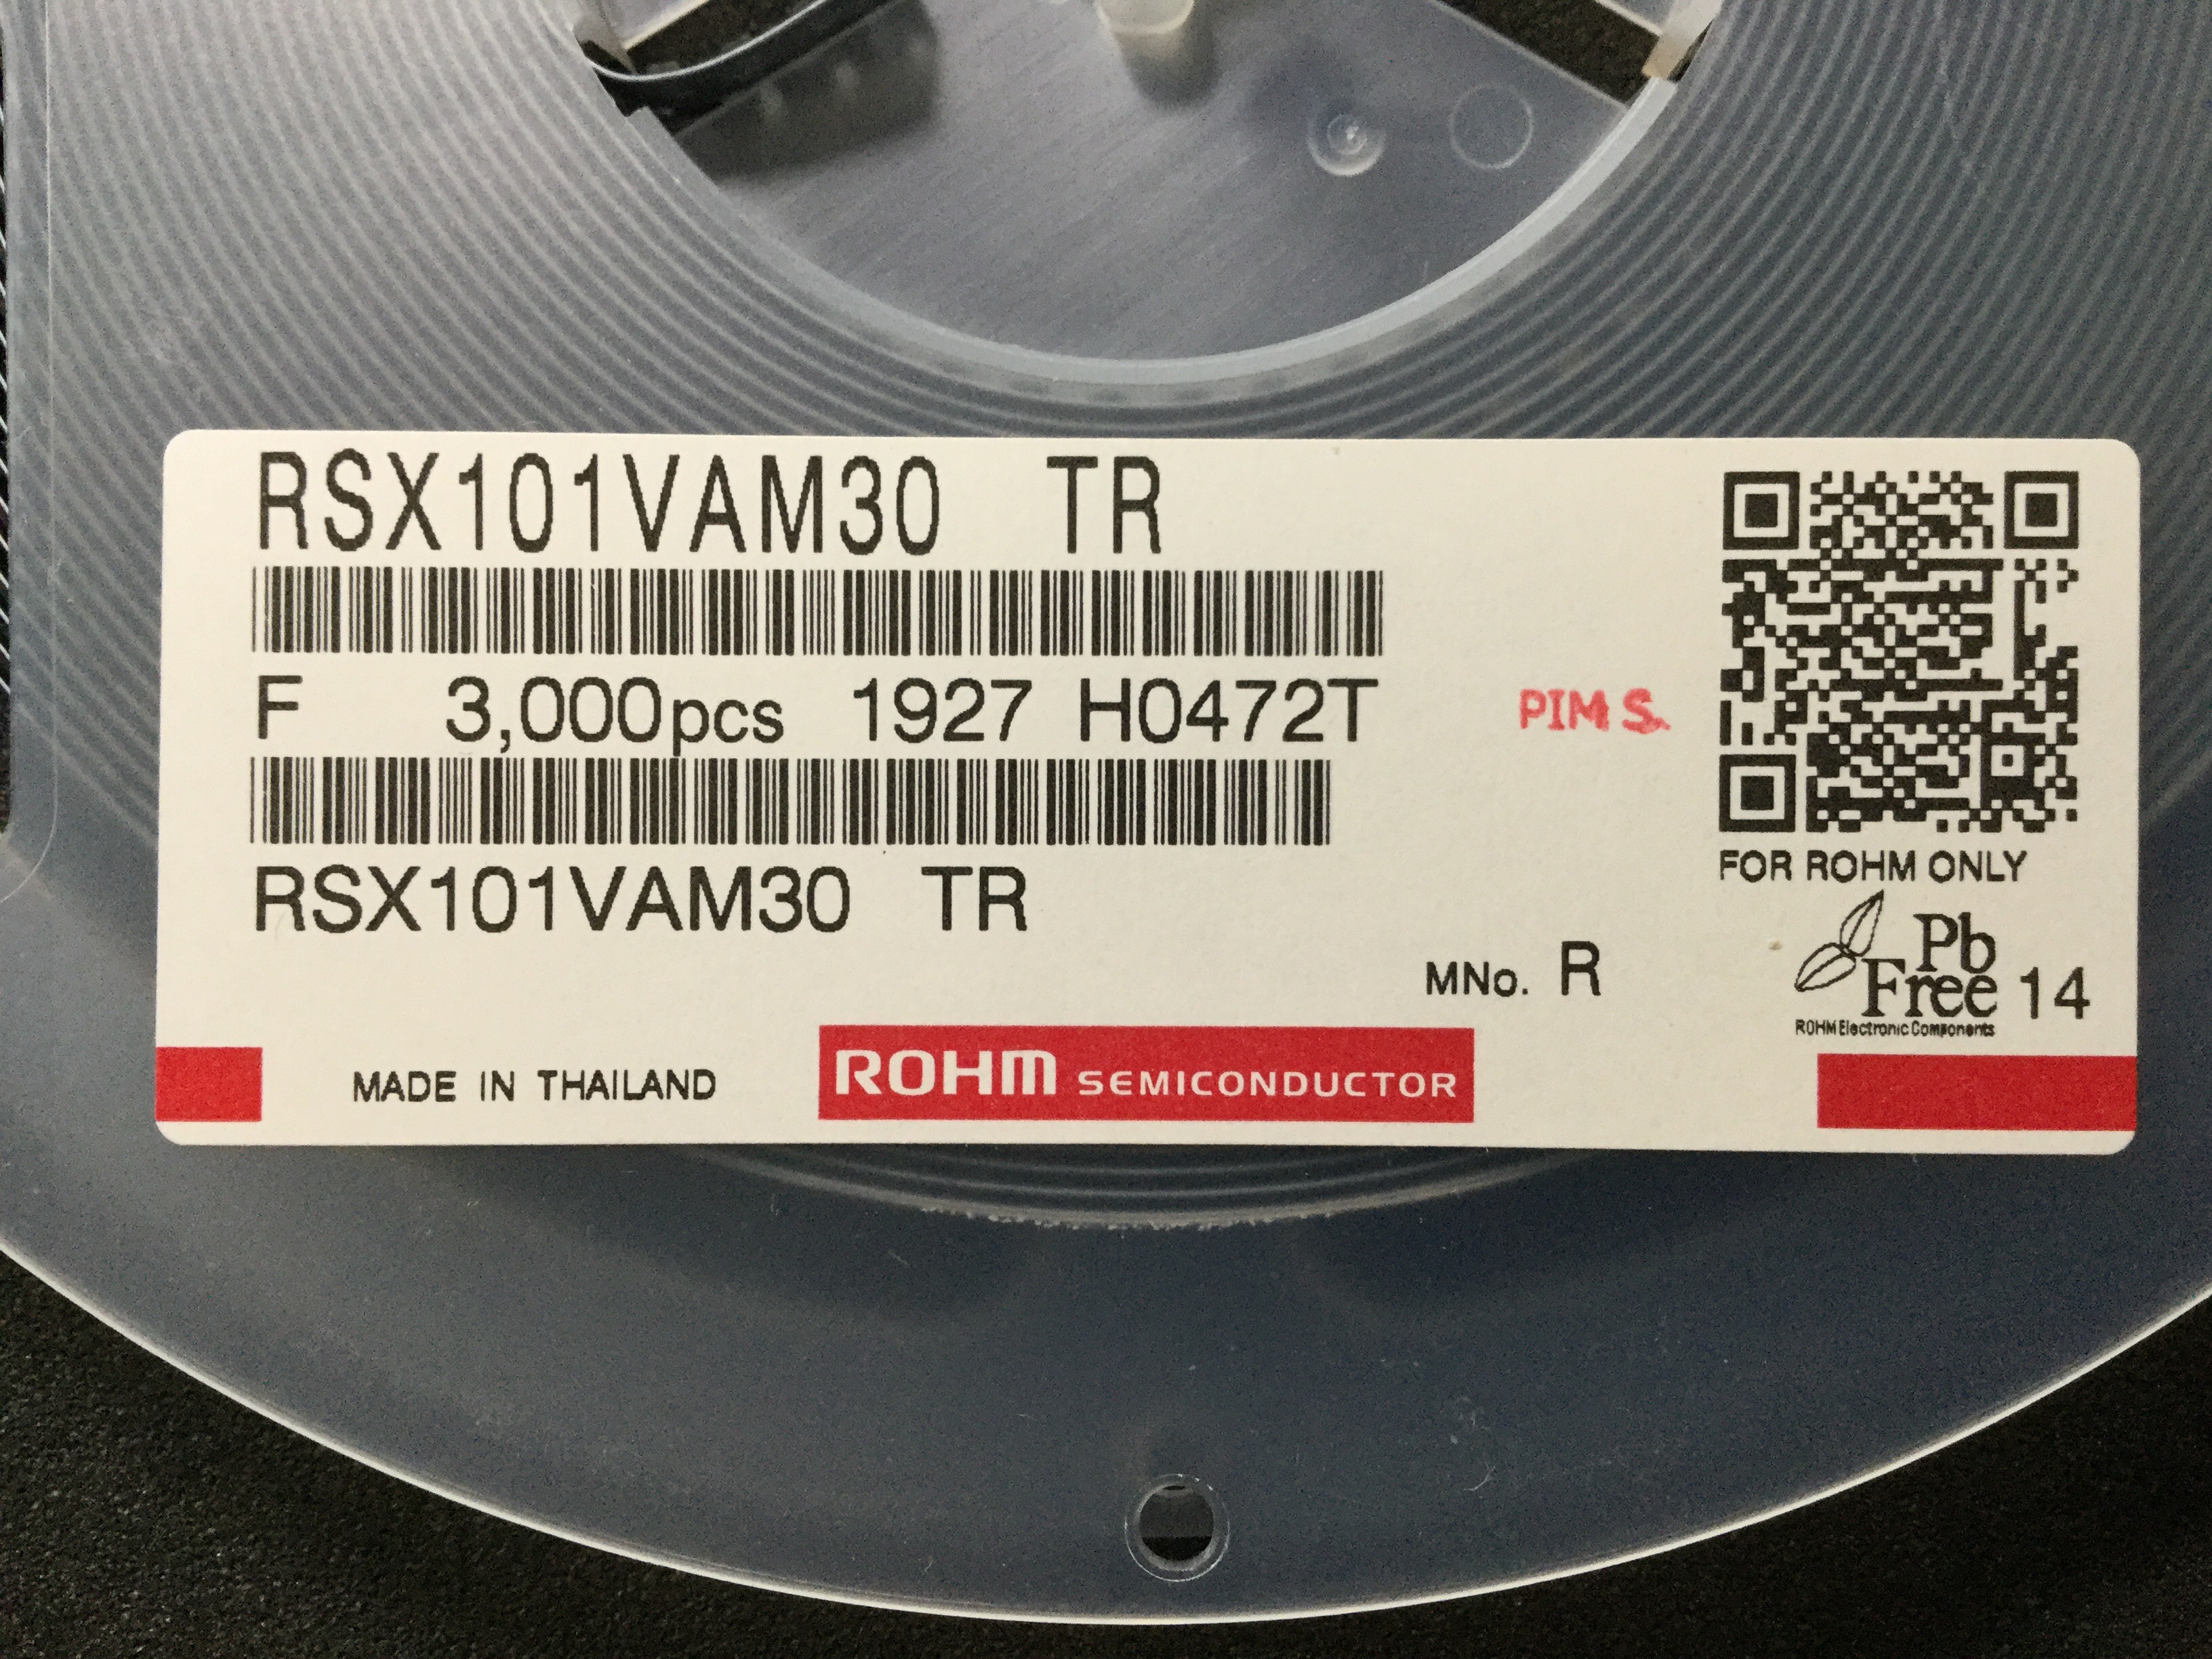 RSX101VAM30 TR
F 3,000pcs 1927 H0472T
PIM S.
RSX101VAM30 TR
FOR ROHM ONLY
MNo. R
Pb
Free 14
ROHM Electronic Components
MADE IN THAILAND
ROHM SEMICONDUCTOR